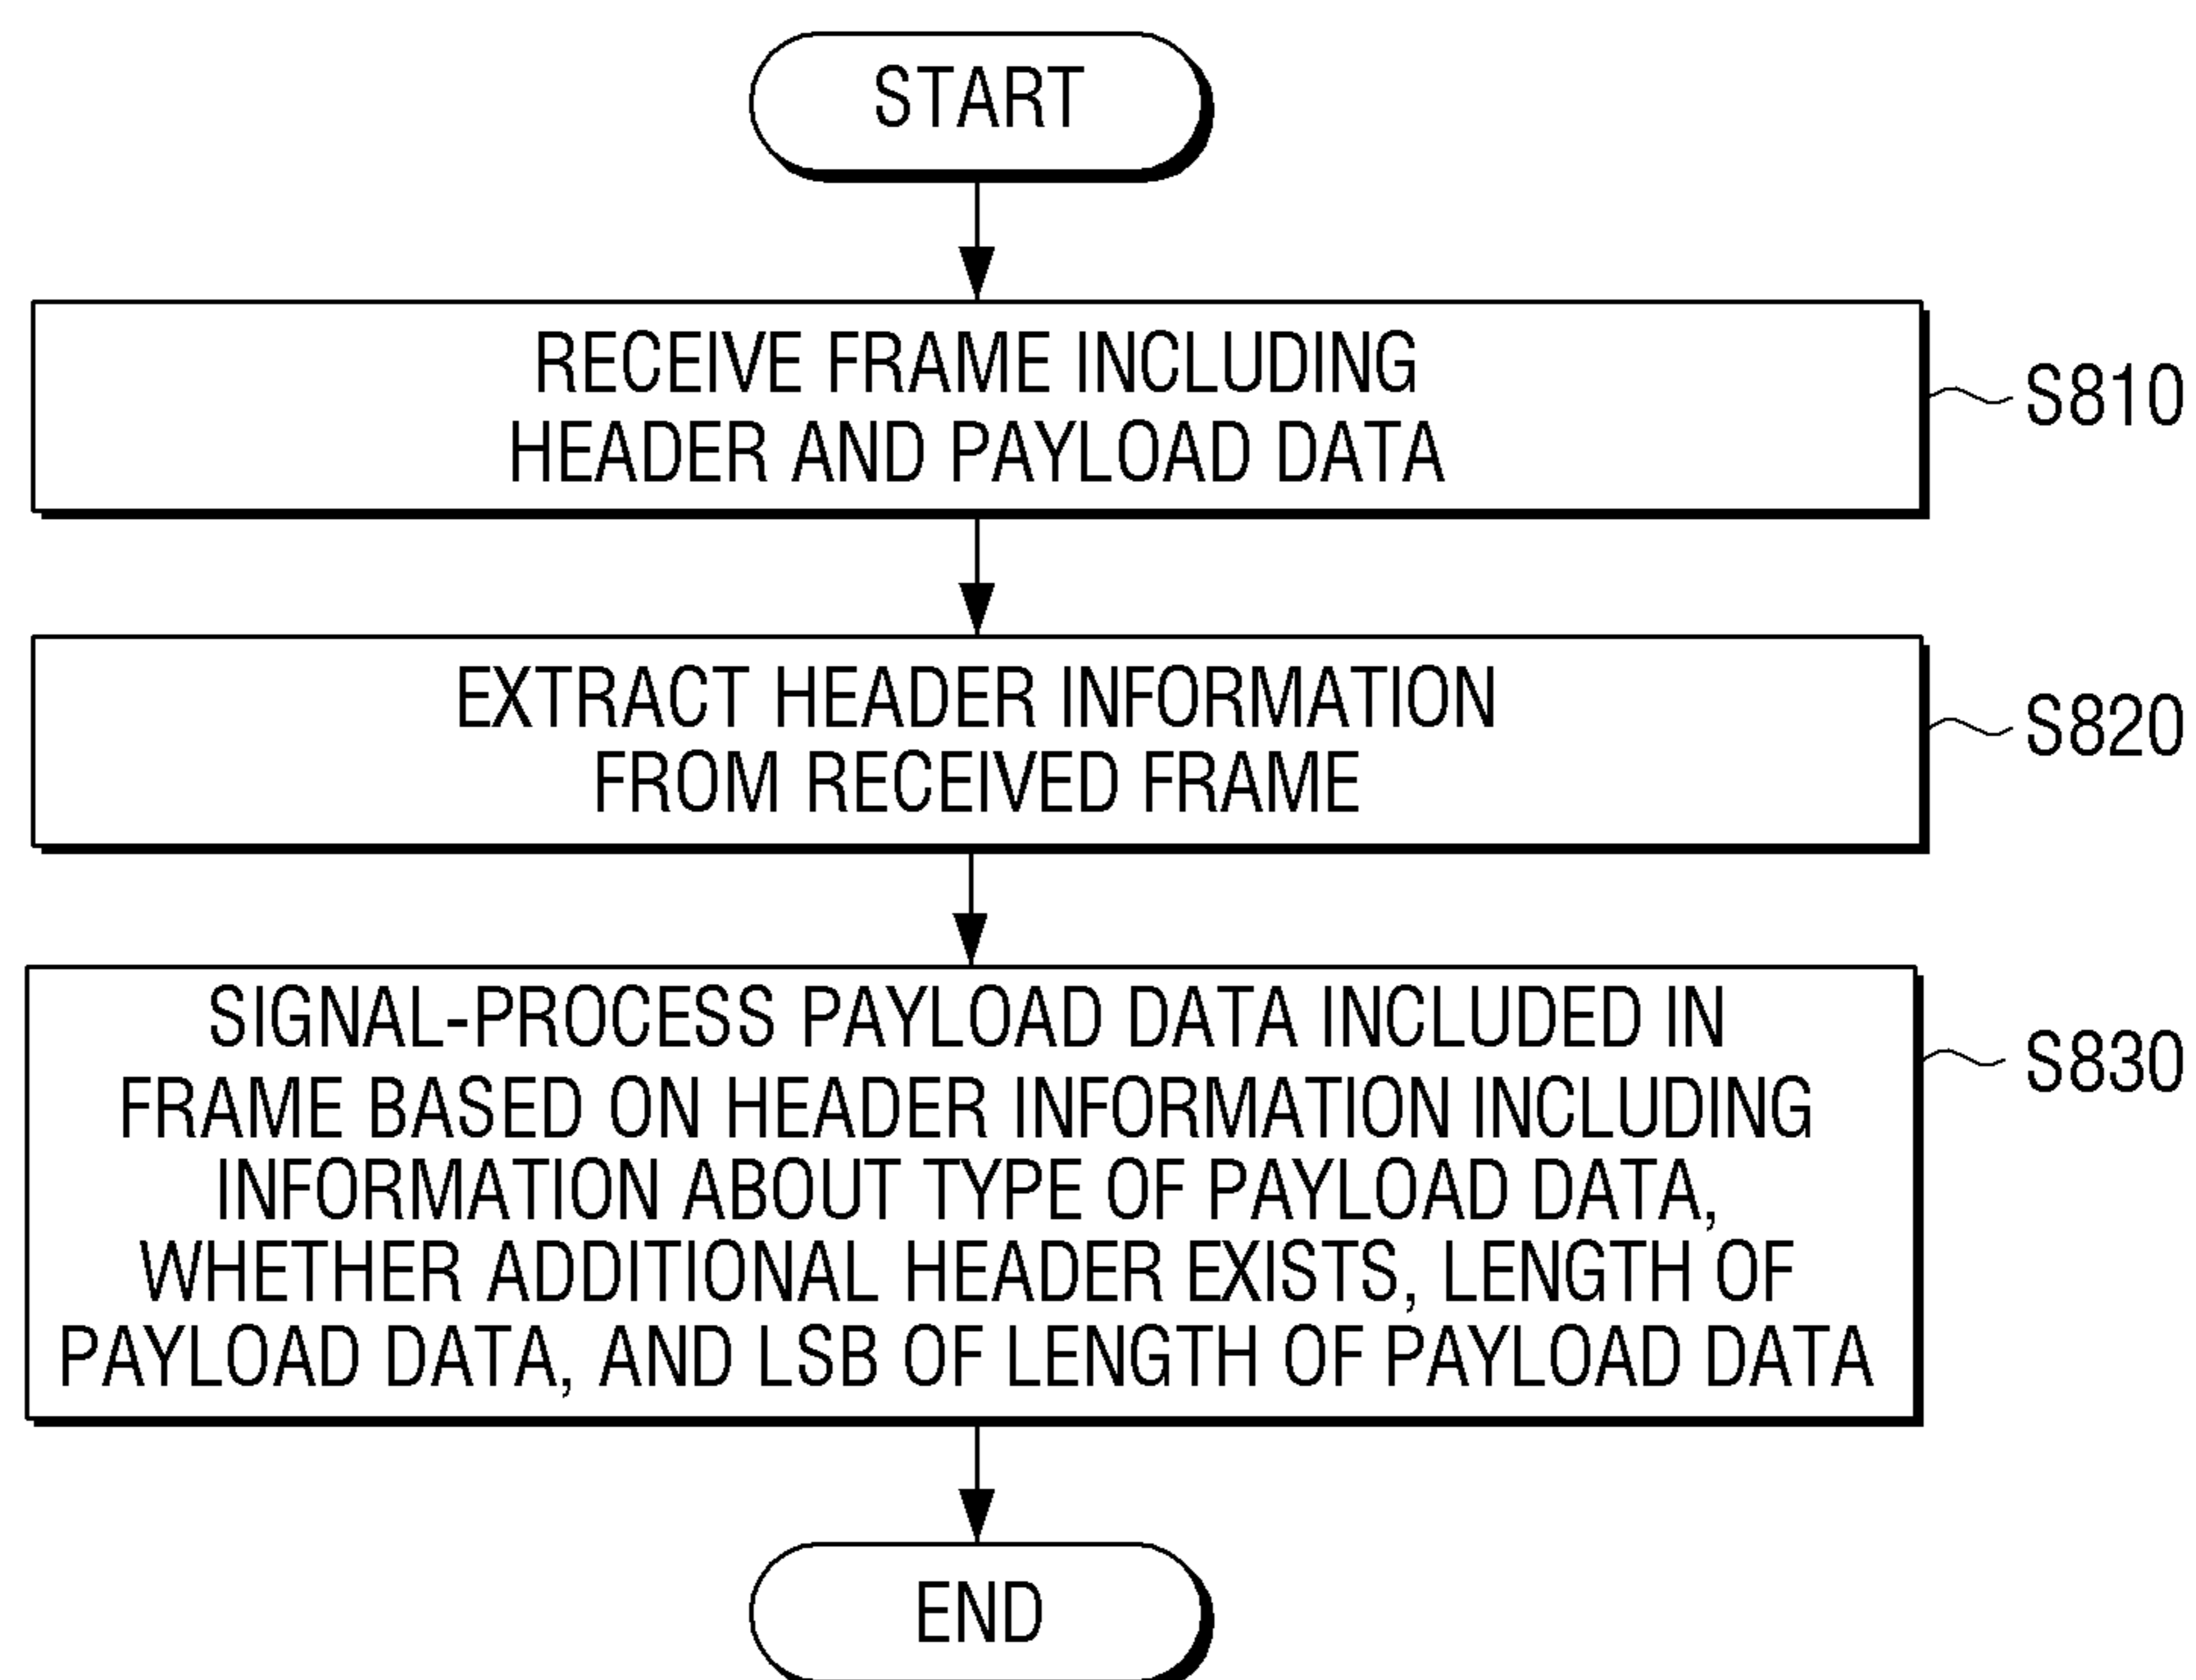 START
RECEIVE FRAME INCLUDING
HEADER AND PAYLOAD DATA
S810
EXTRACT HEADER INFORMATION
FROM RECEIVED FRAME
S820
SIGNAL-PROCESS PAYLOAD DATA INCLUDED IN
FRAME BASED ON HEADER INFORMATION INCLUDING
INFORMATION ABOUT TYPE OF PAYLOAD DATA,
WHETHER ADDITIONAL HEADER EXISTS, LENGTH OF
PAYLOAD DATA, AND LSB OF LENGTH OF PAYLOAD DATA
S830
END